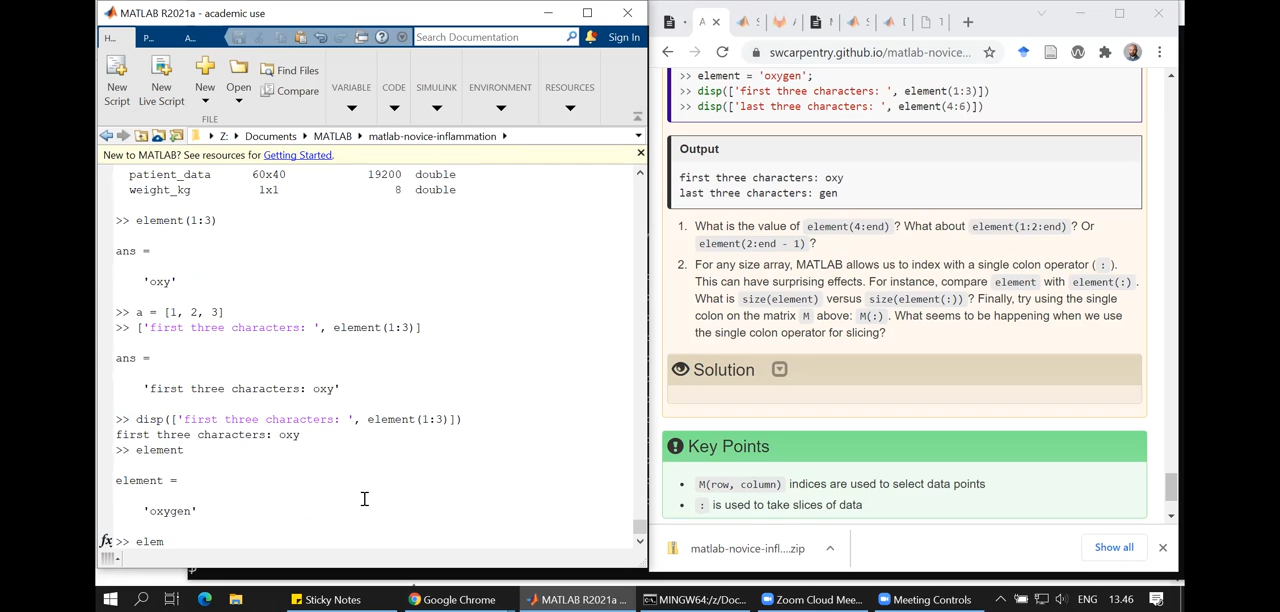 MATLAB R2021a - academic use
H...
P...
A...
Search Documentation
Sign In
New
Script
New
Live Script
New
Open
Find Files
Compare
FILE
VARIABLE
CODE
SIMULINK
ENVIRONMENT
RESOURCES
Z: Documents MATLAB matlab-novice-inflammation
New to MATLAB? See resources for Getting Started.
patient_data 60x40 19200 double
weight_kg 1x1 8 double
>> element(1:3)
ans =
'oxy'
>> a = [1, 2, 3]
>> ['first three characters: ', element(1:3)]
ans =
'first three characters: oxy'
>> disp(['first three characters: ', element(1:3)])
first three characters: oxy
>> element
element =
'oxygen'
fx >> elem
swcarpentry.github.io/matlab-novice...
>> element = 'oxygen';
>> disp(['first three characters: ', element(1:3)])
>> disp(['last three characters: ', element(4:6)])
Output
first three characters: oxy
last three characters: gen
1. What is the value of element(4:end) ? What about element(1:2:end) ? Or
element(2:end - 1) ?
2. For any size array, MATLAB allows us to index with a single colon operator ( : ).
This can have surprising effects. For instance, compare element with element(:) .
What is size(element) versus size(element(:)) ? Finally, try using the single
colon on the matrix M above: M(:) . What seems to be happening when we use
the single colon operator for slicing?
Solution
Key Points
M(row, column) indices are used to select data points
: is used to take slices of data
matlab-novice-infl....zip
Show all
Sticky Notes
Google Chrome
MATLAB R2021a ...
MINGW64:/z/Doc...
Zoom Cloud Mee...
Meeting Controls
ENG
13.46